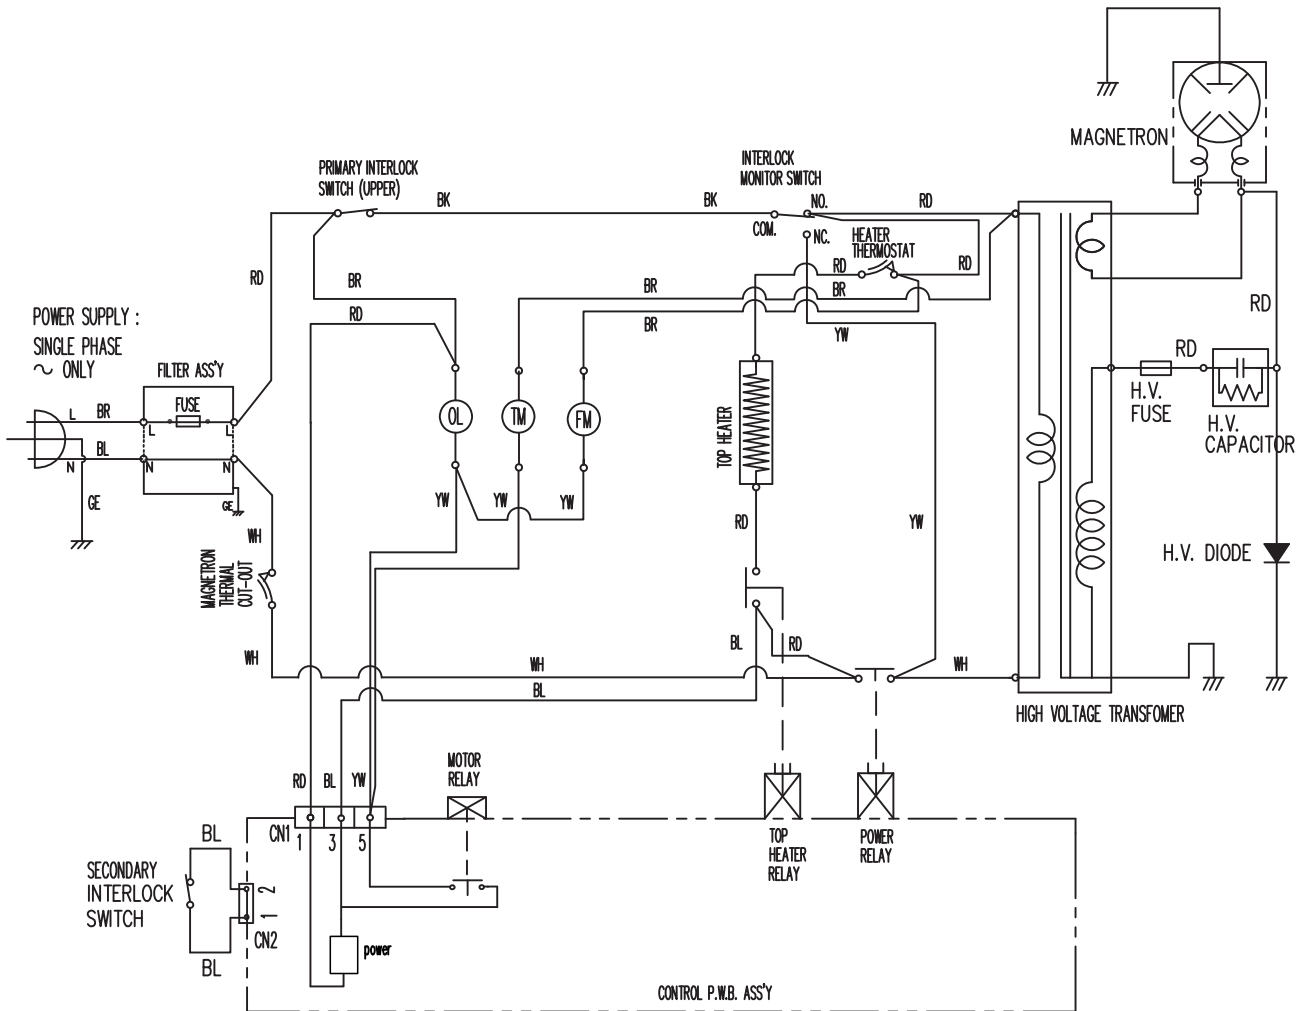 MAGNETRON
PRIMARY INTERLOCK
SWITCH (UPPER)
INTERLOCK
MONITOR SWITCH
BK
BK
NO.
RD
COM.
NC.
HEATER
THERMOSTAT
RD
RD
RD
BR
BR
BR
BR
RD
YW
RD
POWER SUPPLY :
SINGLE PHASE
~ ONLY
FILTER ASS'Y
FUSE
L
BR
L
L
BL
N
N
N
GE
GE
OL
TM
FM
TOP HEATER
RD
H.V.
FUSE
H.V.
CAPACITOR
YW
YW
YW
WH
MAGNETRON
THERMAL
CUT-OUT
RD
YW
H.V. DIODE
WH
WH
BL
BL
RD
WH
HIGH VOLTAGE TRANSFOMER
RD
BL
YW
MOTOR
RELAY
CN1
1
3
5
TOP
HEATER
RELAY
POWER
RELAY
BL
SECONDARY
INTERLOCK
SWITCH
2
1
CN2
BL
power
CONTROL P.W.B. ASS'Y